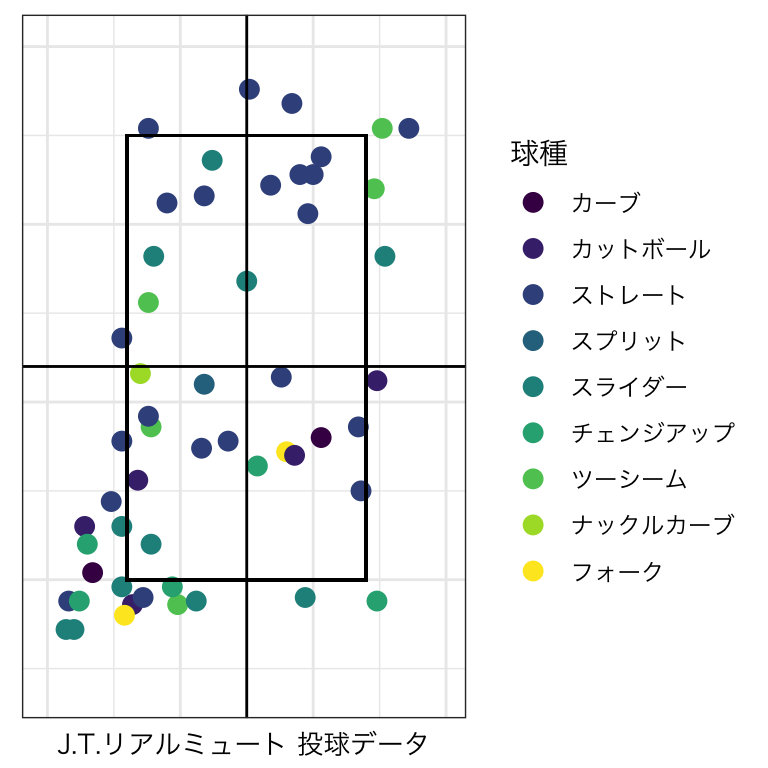 球種
カーブ
カットボール
ストレート
スプリット
スライダー
チェンジアップ
ツーシーム
ナックルカーブ
フォーク
J.T.リアルミュート 投球データ